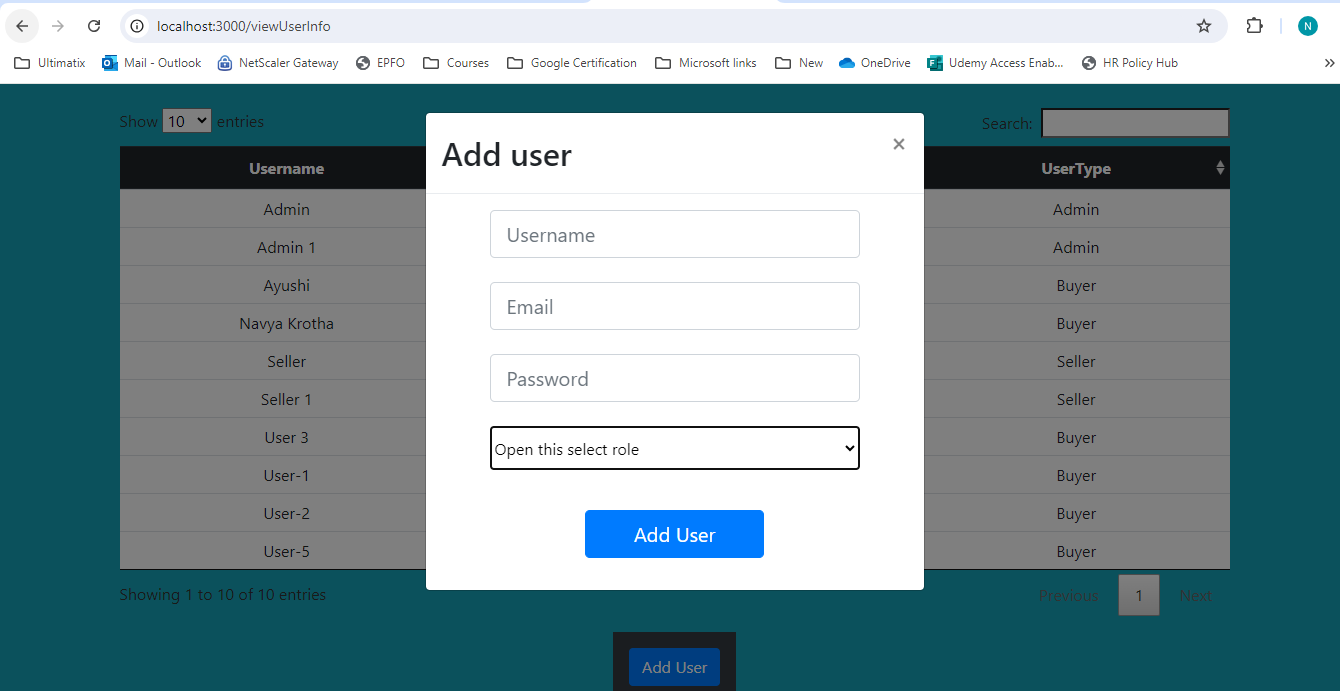 localhost:3000/viewUserInfo
N
Ultimatix Mail - Outlook NetScaler Gateway EPFO Courses Google Certification Microsoft links New OneDrive Udemy Access Enab... HR Policy Hub
Show 10 entries
Search:
Add user ×
Username
UserType
Username
Email
Password
Open this select role
Add User
Admin Admin
Admin 1 Admin
Ayushi Buyer
Navya Krotha Buyer
Seller Seller
Seller 1 Seller
User 3 Buyer
User-1 Buyer
User-2 Buyer
User-5 Buyer
Showing 1 to 10 of 10 entries
Previous 1 Next
Add User